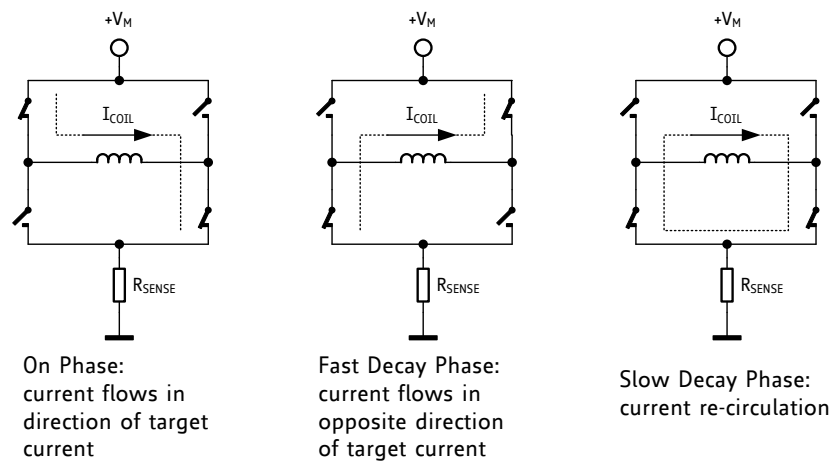 +VM
ICOIL
RSENSE
On Phase:
current flows in
direction of target
current
+VM
ICOIL
RSENSE
Fast Decay Phase:
current flows in
opposite direction
of target current
+VM
ICOIL
RSENSE
Slow Decay Phase:
current re-circulation